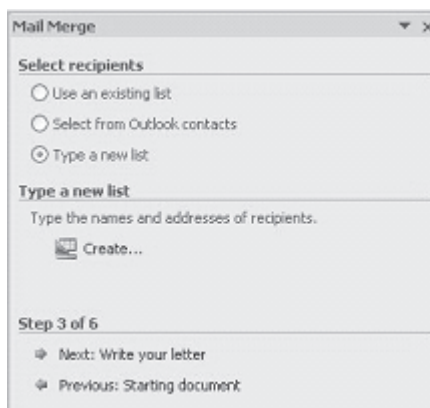 Mail Merge
Select recipients
Use an existing list
Select from Outlook contacts
Type a new list
Type a new list
Type the names and addresses of recipients.
Create...
Step 3 of 6
Next: Write your letter
Previous: Starting document